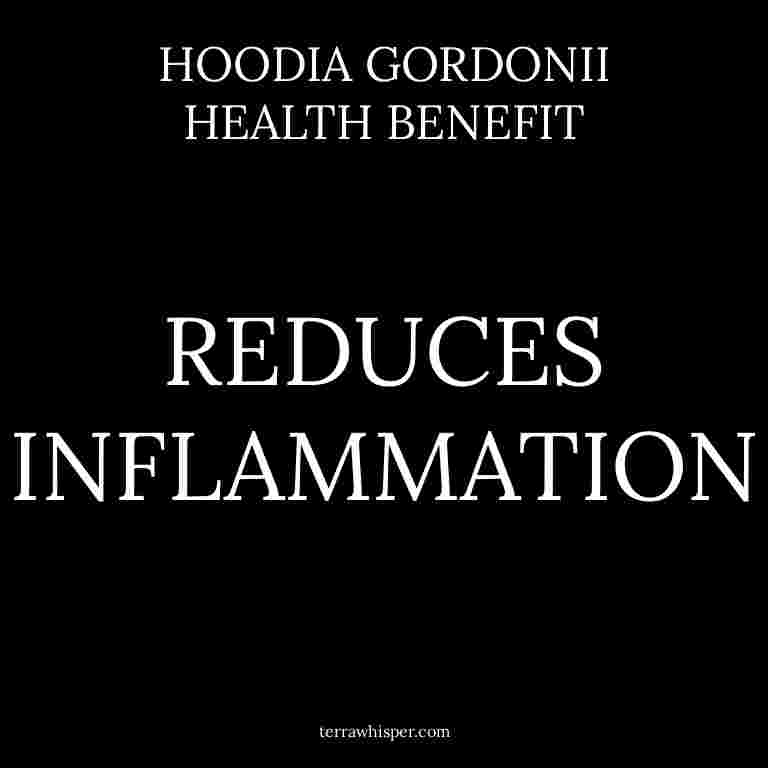 HOODIA GORDONII
HEALTH BENEFIT
REDUCES
INFLAMMATION
terrawhisper.com